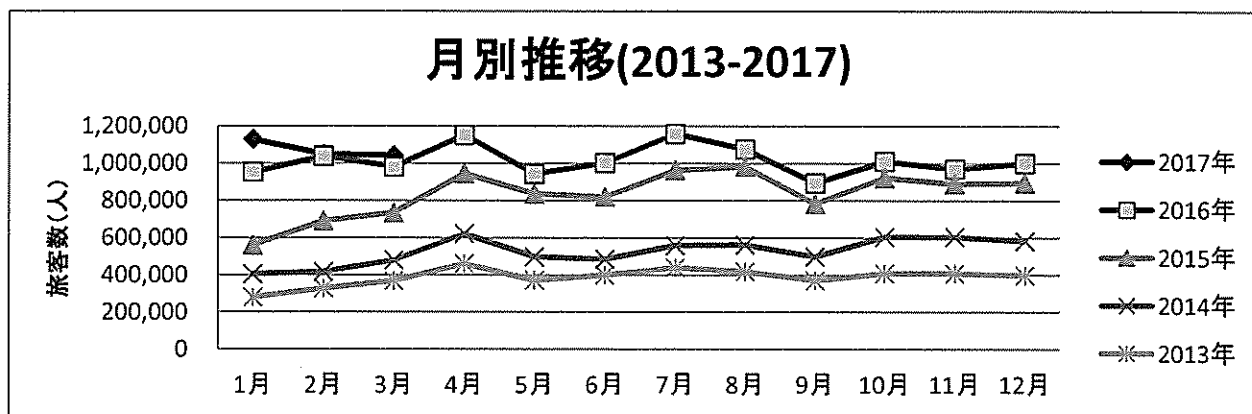 月別推移(2013-2017)
旅客数(人)
1,200,000
1,000,000
800,000
600,000
400,000
200,000
0
1月 2月 3月 4月 5月 6月 7月 8月 9月 10月 11月 12月
2017年
2016年
2015年
2014年
2013年